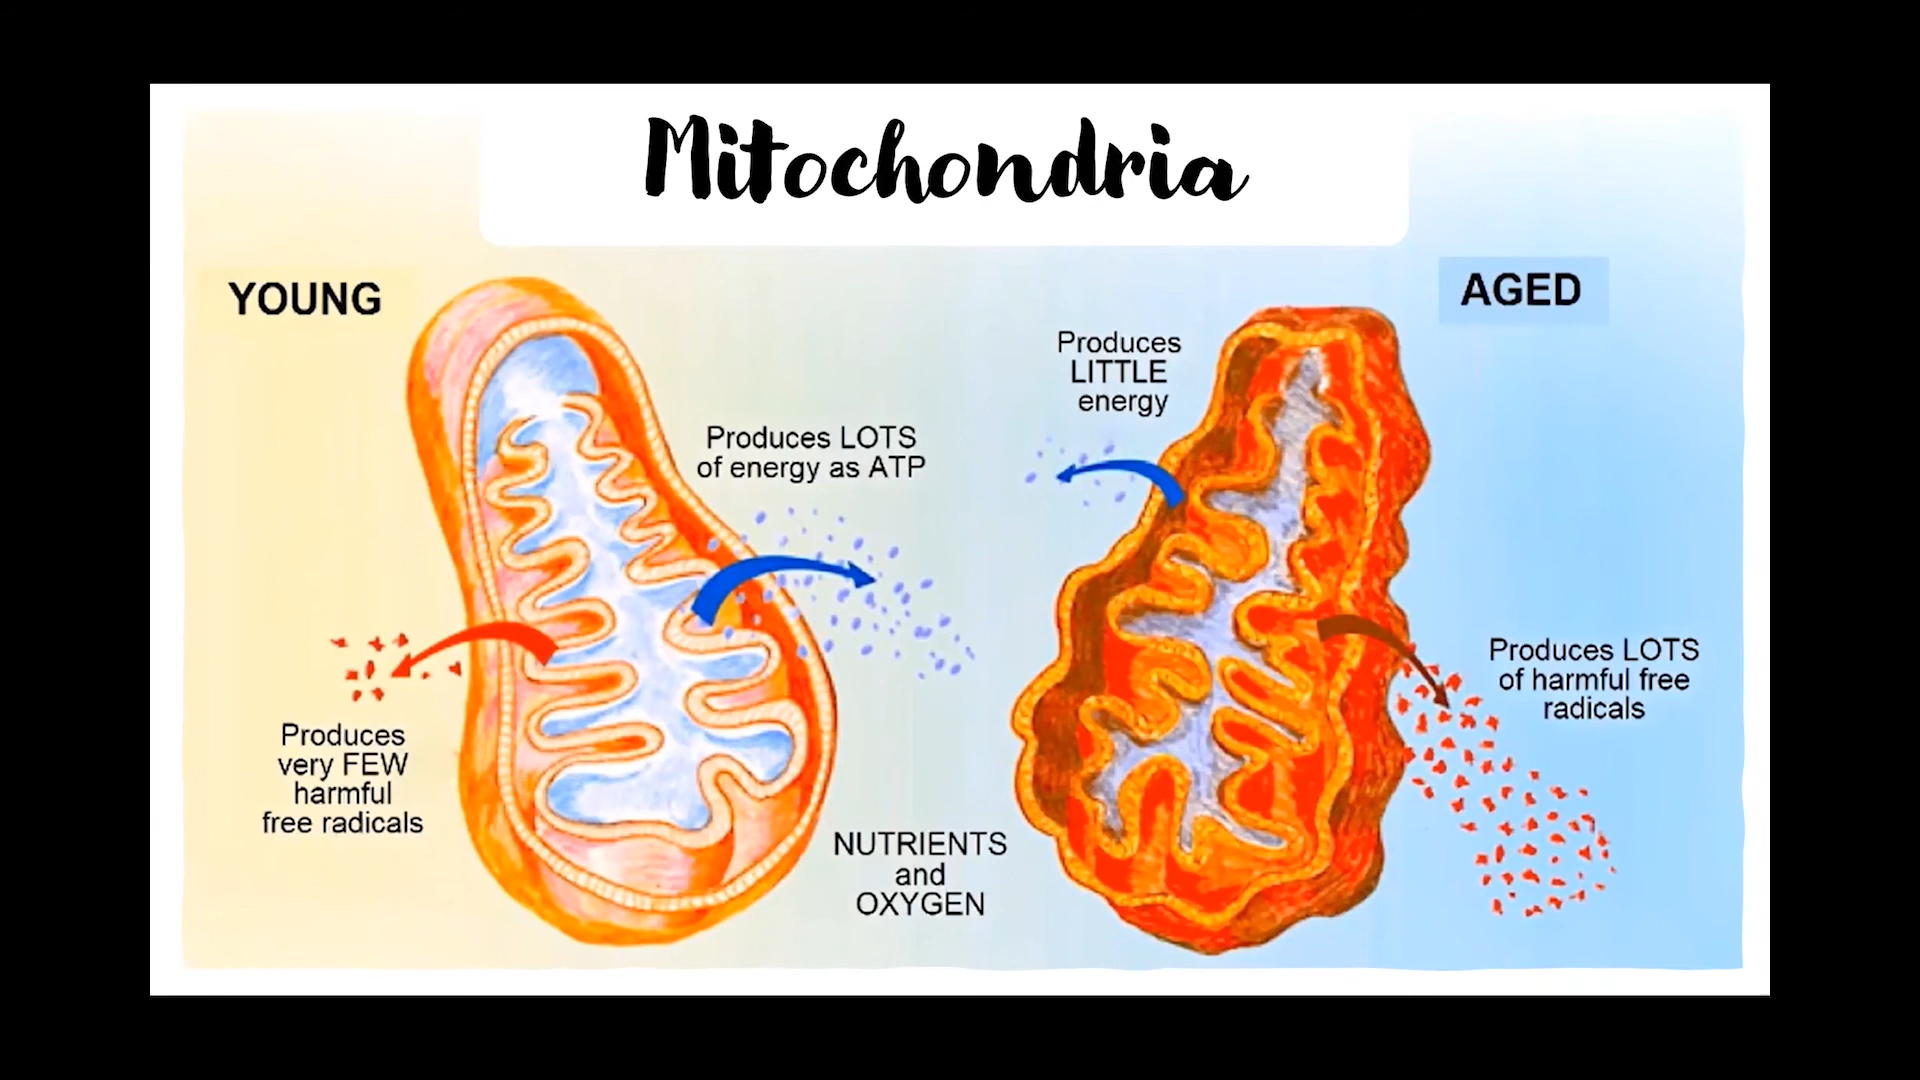 Mitochondria
YOUNG
AGED
Produces
LITTLE
energy
Produces LOTS
of energy as ATP
Produces LOTS
of harmful free
radicals
Produces
very FEW
harmful
free radicals
NUTRIENTS
and
OXYGEN